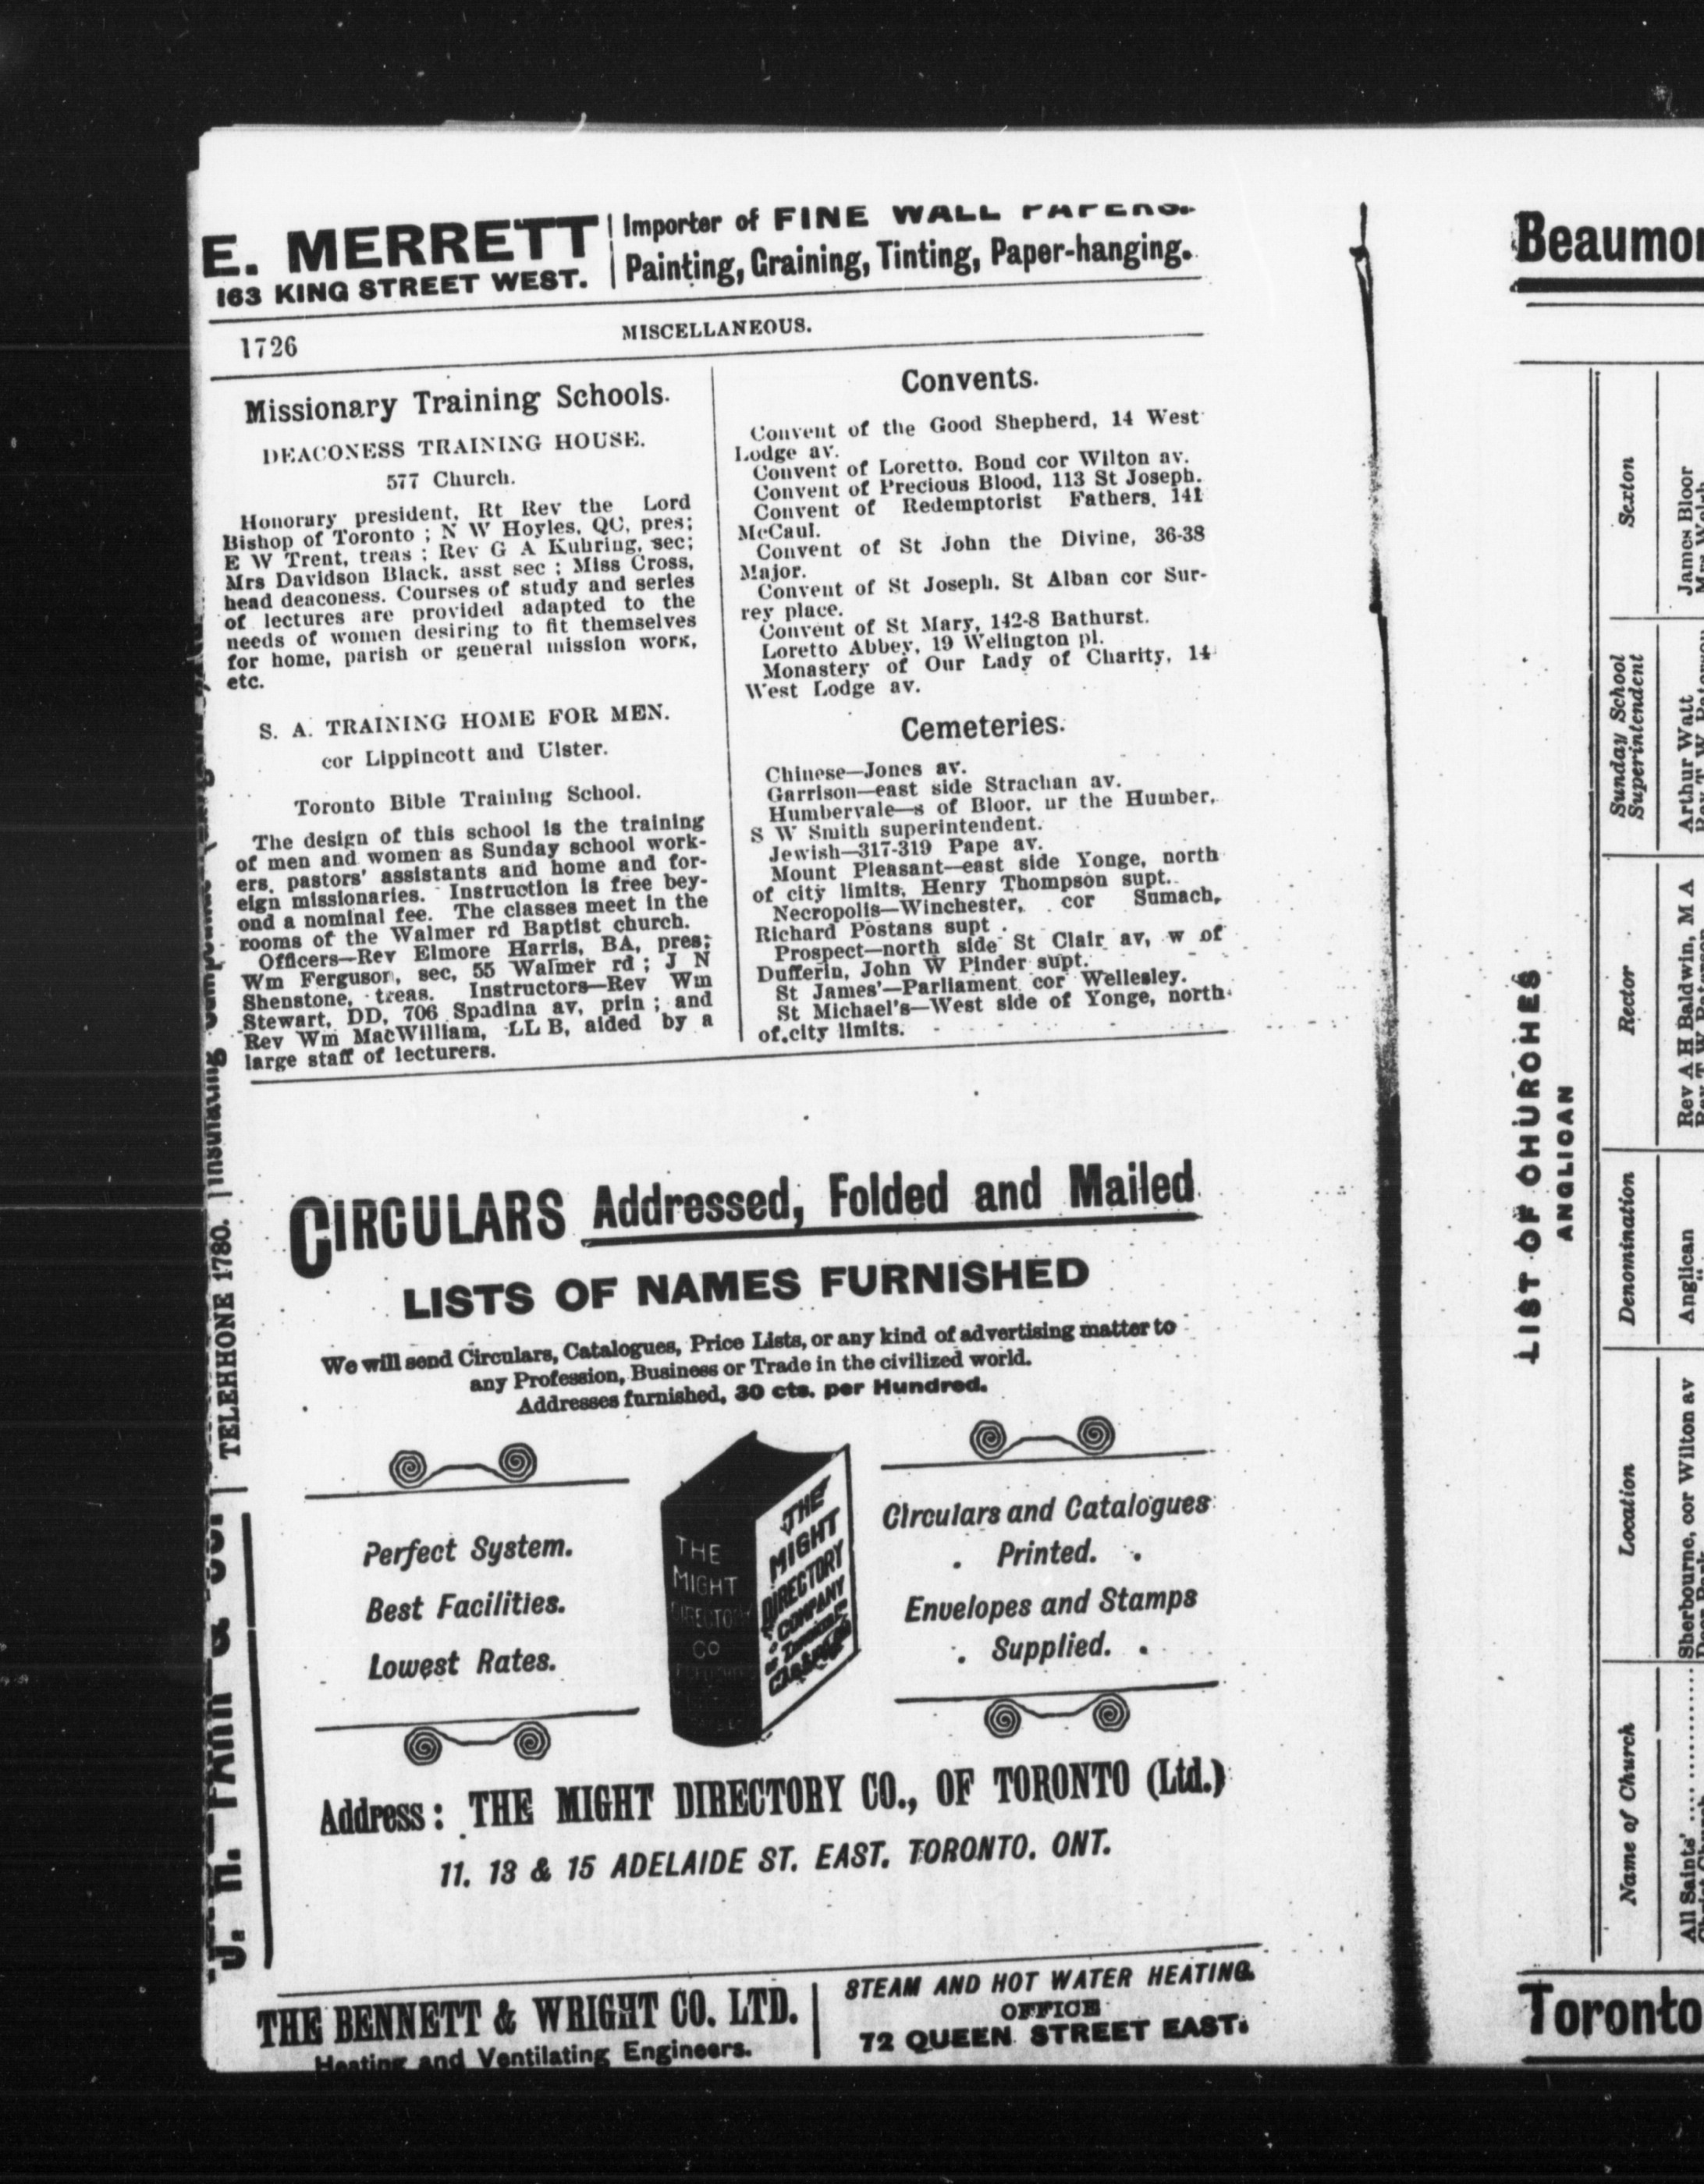 E. MERRETT
163 KING STREET WEST.
Importer of FINE WALL PAPERS.
Painting, Graining, Tinting, Paper-hanging.
1726
MISCELLANEOUS.
Missionary Training Schools.
DEACONESS TRAINING HOUSE.
577 Church.
Honorary president, Rt Rev the Lord
Bishop of Toronto ; N W Hoyles, QC, pres;
E W Trent, treas ; Rev G A Kuhring, sec;
Mrs Davidson Black, asst sec ; Miss Cross,
head deaconess. Courses of study and series
of lectures are provided adapted to the
needs of women desiring to fit themselves
for home, parish or general mission work,
etc.
S. A. TRAINING HOME FOR MEN.
cor Lippincott and Ulster.
Toronto Bible Training School.
The design of this school is the training
of men and women as Sunday school work-
ers, pastors' assistants and home and for-
eign missionaries. Instruction is free bey-
ond a nominal fee. The classes meet in the
rooms of the Walmer rd Baptist church.
Officers—Rev Elmore Harris, BA, pres;
Wm Ferguson, sec, 55 Walmer rd ; J N
Shenstone, treas. Instructors—Rev Wm
Stewart, DD, 706 Spadina av, prin ; and
Rev Wm MacWilliam, LL B, aided by a
large staff of lecturers.
Convents.
Convent of the Good Shepherd, 14 West
Lodge av.
Convent of Loretto, Bond cor Wilton av.
Convent of Precious Blood, 113 St Joseph.
Convent of Redemptorist Fathers, 141
McCaul.
Convent of St John the Divine, 36-38
Major.
Convent of St Joseph, St Alban cor Sur-
rey place.
Convent of St Mary, 142-8 Bathurst.
Loretto Abbey, 19 Welington pl.
Monastery of Our Lady of Charity, 14
West Lodge av.
Cemeteries.
Chinese—Jones av.
Garrison—east side Strachan av.
Humbervale—s of Bloor, nr the Humber,
S W Smith superintendent.
Jewish—317-319 Pape av.
Mount Pleasant—east side Yonge, north
of city limits, Henry Thompson supt.
Necropolis—Winchester, cor Sumach,
Richard Postans supt
Prospect—north side St Clair av, w of
Dufferin, John W Pinder supt.
St James'—Parliament cor Wellesley.
St Michael's—West side of Yonge, north
of city limits.
CIRCULARS Addressed, Folded and Mailed
LISTS OF NAMES FURNISHED
We will send Circulars, Catalogues, Price Lists, or any kind of advertising matter to
any Profession, Business or Trade in the civilized world.
Addresses furnished, 30 cts. per Hundred.
Perfect System.
Best Facilities.
Lowest Rates.
THE
MIGHT
DIRECTORY
CO
THE
MIGHT
DIRECTORY
COMPANY
of Toronto
Circulars and Catalogues
Printed.
Envelopes and Stamps
Supplied.
Address : THE MIGHT DIRECTORY CO., OF TORONTO (Ltd.)
11, 13 & 15 ADELAIDE ST. EAST, TORONTO, ONT.
THE BENNETT & WRIGHT CO. LTD.
Heating and Ventilating Engineers.
STEAM AND HOT WATER HEATING.
OFFICE
72 QUEEN STREET EAST.
TELEHHONE 1780.
Beaumon
LIST OF CHURCHES
ANGLICAN
Name of Church
Location
Denomination
Rector
Sunday School
Superintendent
Sexton
All Saints'
Sherbourne, cor Wilton av
Anglican
Rev A H Baldwin, M A
Arthur Watt
James Bloor
Toronto